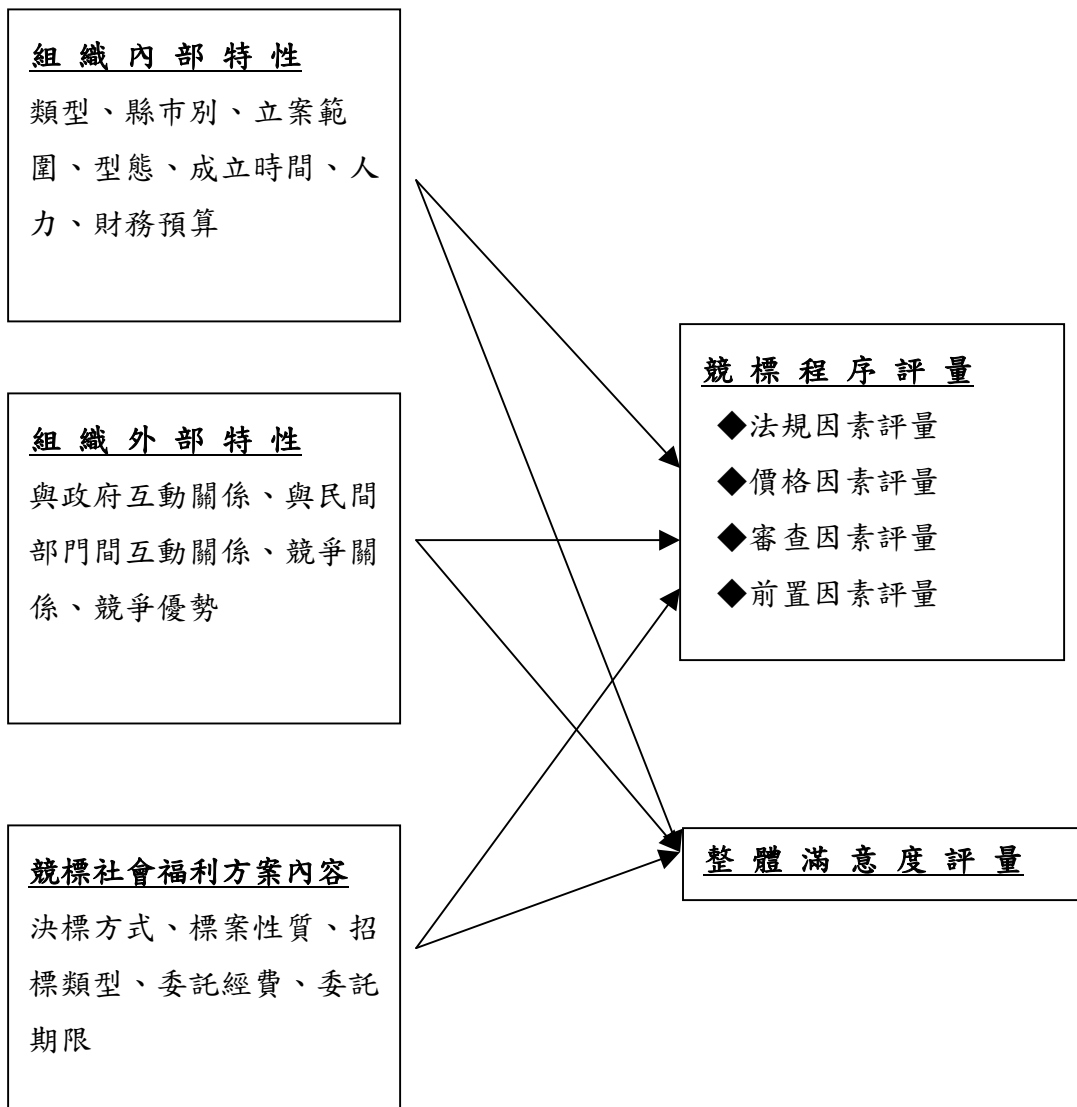 組織內部特性
類型、縣市別、立案範
圍、型態、成立時間、人
力、財務預算
組織外部特性
與政府互動關係、與民間
部門間互動關係、競爭關
係、競爭優勢
競標社會福利方案內容
決標方式、標案性質、招
標類型、委託經費、委託
期限
競標程序評量
◆法規因素評量
◆價格因素評量
◆審查因素評量
◆前置因素評量
整體滿意度評量